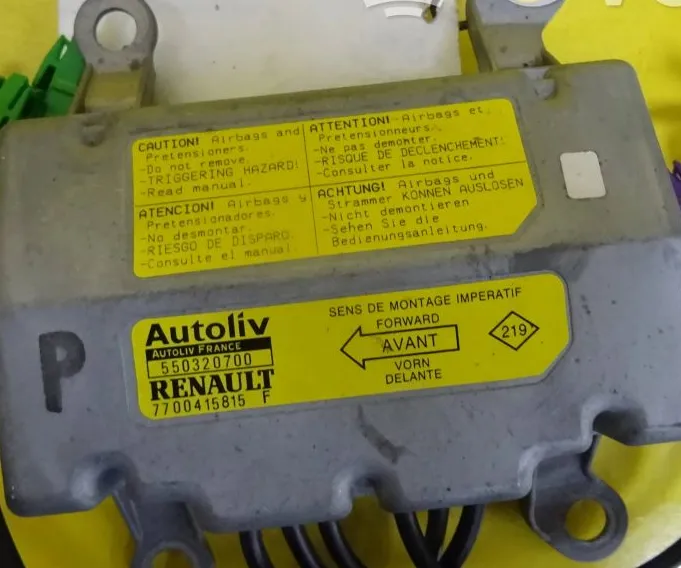 CAUTION! Airbags and
Pretensioners.
-Do not remove.
-TRIGGERING HAZARD!
-Read manual.
ATTENTION! Airbags et
Pretensionneurs.
-Ne pas demonter.
-RISQUE DE DECLENCHEMENT!
-Consulter la notice.
ATENCION! Airbags y
Pretensionadores.
-No desmontar.
-RIESGO DE DISPARO.
-Consulte el manual
ACHTUNG! Airbags und
Strammer KONNEN AUSLOSEN
-Nicht demontieren
-Sehen Sie die
Bedienungsanleitung.
P
Autoliv
AUTOLIV FRANCE
550320700
RENAULT
7700415815 F
SENS DE MONTAGE IMPERATIF
FORWARD
AVANT
VORN
DELANTE
219